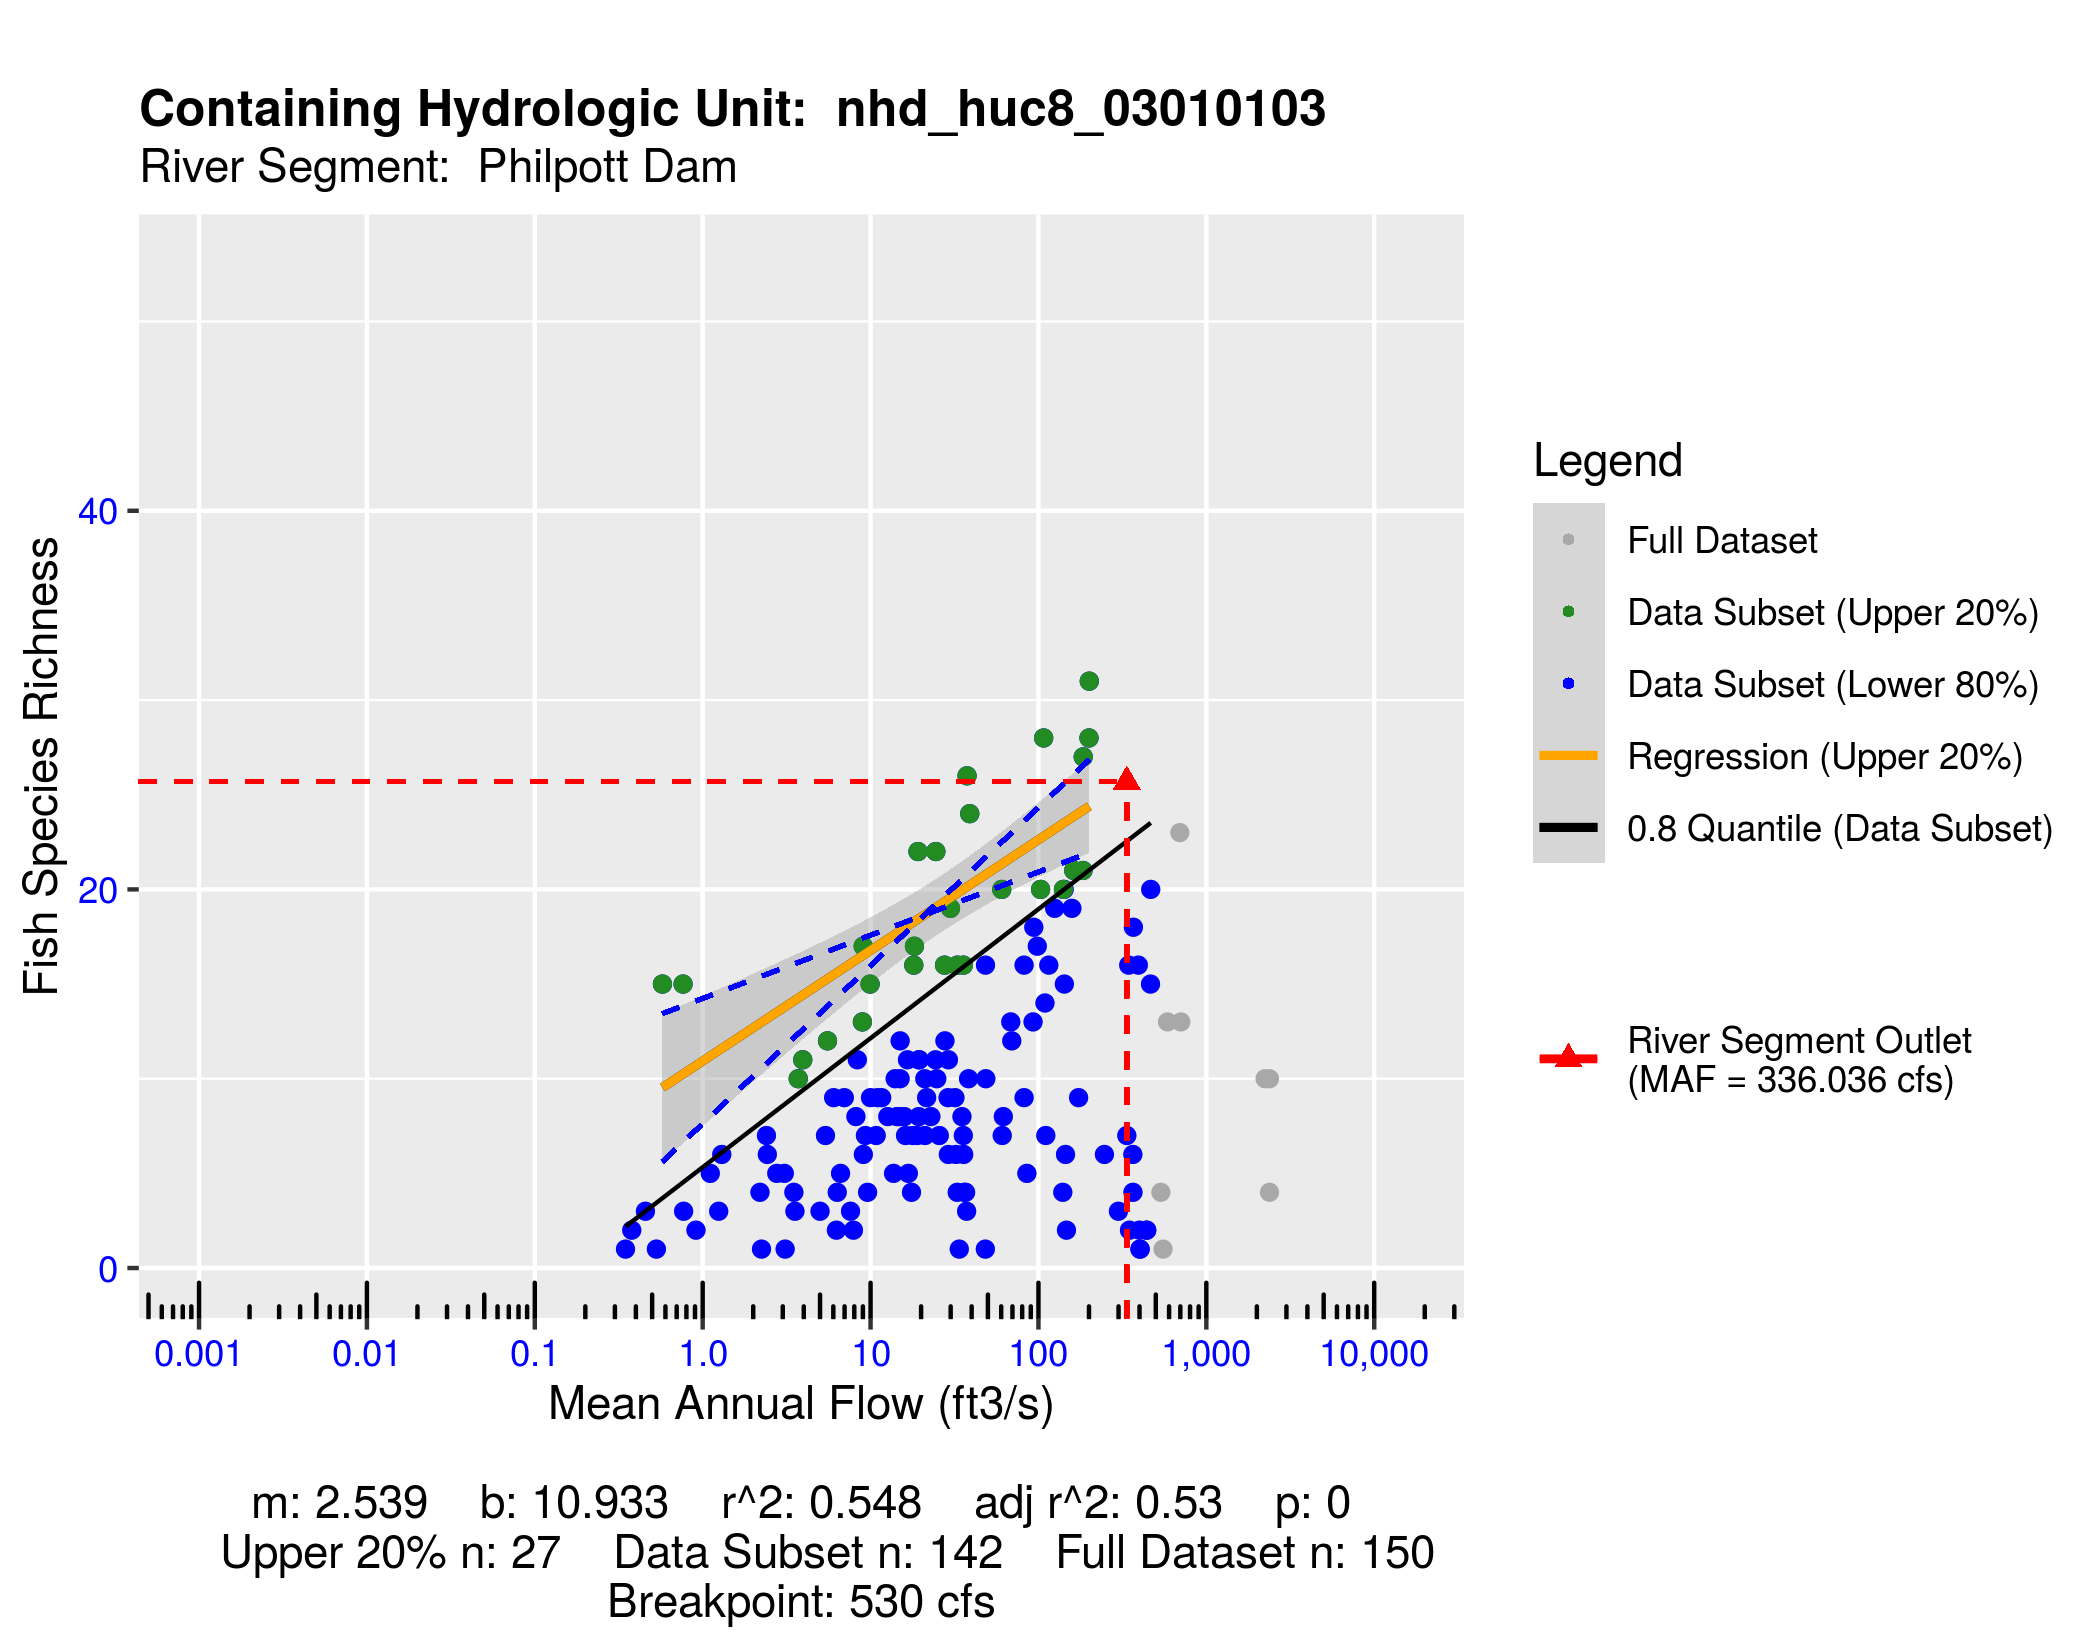 Containing Hydrologic Unit:  nhd_huc8_03010103
River Segment:  Philpott Dam
Fish Species Richness
40
20
0
0.001
0.01
0.1
1.0
10
100
1,000
10,000
Mean Annual Flow (ft3/s)
Legend
Full Dataset
Data Subset (Upper 20%)
Data Subset (Lower 80%)
Regression (Upper 20%)
0.8 Quantile (Data Subset)
River Segment Outlet
(MAF = 336.036 cfs)
m: 2.539    b: 10.933    r^2: 0.548    adj r^2: 0.53    p: 0
Upper 20% n: 27    Data Subset n: 142    Full Dataset n: 150
Breakpoint: 530 cfs